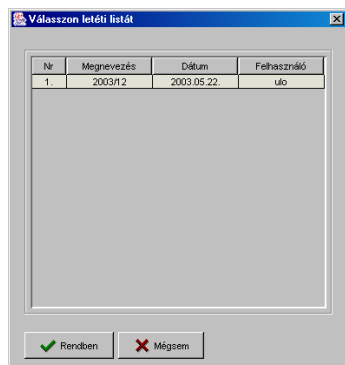 Válasszon letéti listát
Nr Megnevezés Dátum Felhasználó
1. 2003/12 2003.05.22. ulo
Rendben Mégsem